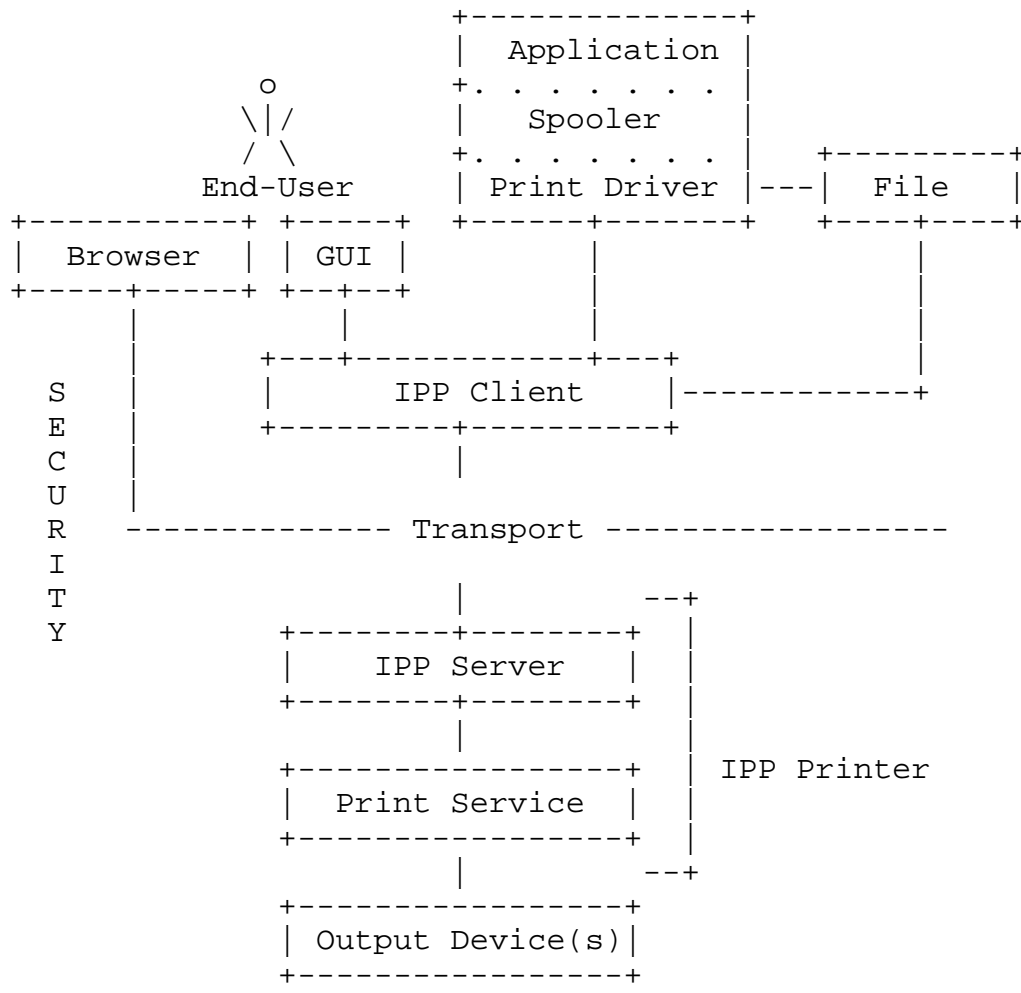 Application
Spooler
Print Driver
File
End-User
Browser
GUI
IPP Client
SECURITY
Transport
IPP Server
IPP Printer
Print Service
Output Device(s)